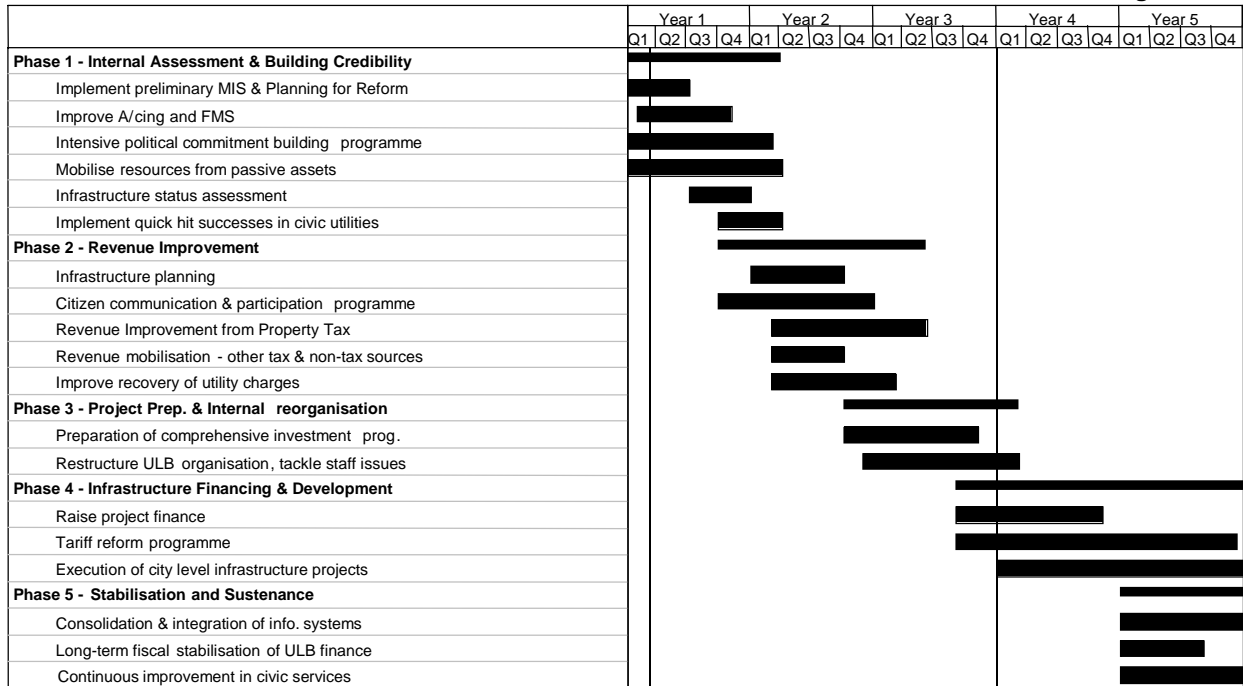 Year 1 Year 2 Year 3 Year 4 Year 5
Q1 Q2 Q3 Q4 Q1 Q2 Q3 Q4 Q1 Q2 Q3 Q4 Q1 Q2 Q3 Q4 Q1 Q2 Q3 Q4
Phase 1 - Internal Assessment & Building Credibility
Implement preliminary MIS & Planning for Reform
Improve A/cing and FMS
Intensive political commitment building programme
Mobilise resources from passive assets
Infrastructure status assessment
Implement quick hit successes in civic utilities
Phase 2 - Revenue Improvement
Infrastructure planning
Citizen communication & participation programme
Revenue Improvement from Property Tax
Revenue mobilisation - other tax & non-tax sources
Improve recovery of utility charges
Phase 3 - Project Prep. & Internal reorganisation
Preparation of comprehensive investment prog.
Restructure ULB organisation, tackle staff issues
Phase 4 - Infrastructure Financing & Development
Raise project finance
Tariff reform programme
Execution of city level infrastructure projects
Phase 5 - Stabilisation and Sustenance
Consolidation & integration of info. systems
Long-term fiscal stabilisation of ULB finance
Continuous improvement in civic services